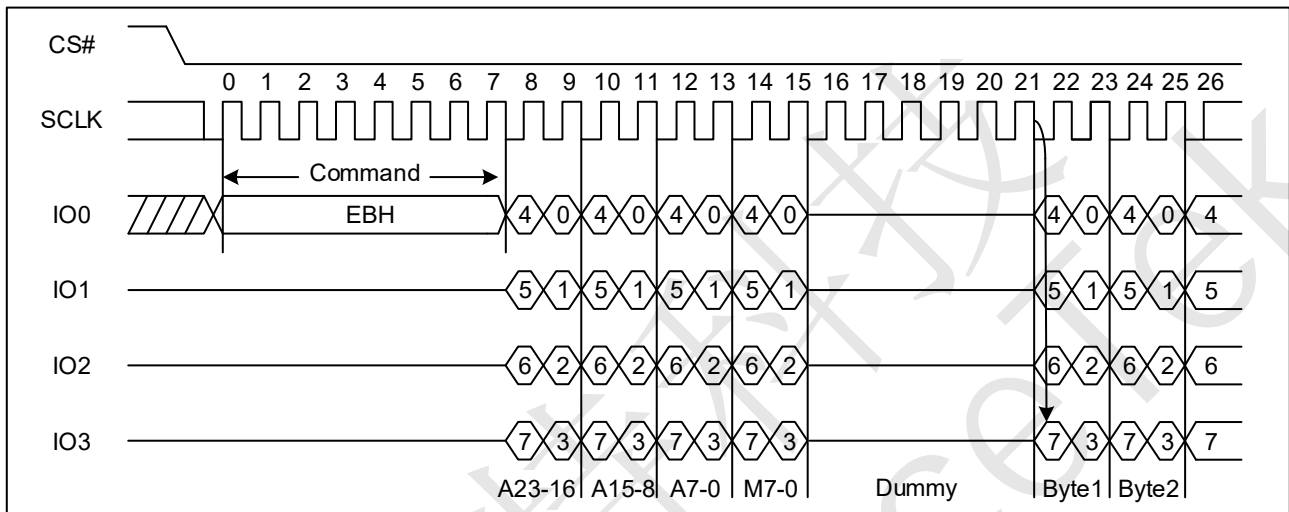 CS#
0 1 2 3 4 5 6 7 8 9 10 11 12 13 14 15 16 17 18 19 20 21 22 23 24 25 26
SCLK
Command
IO0 EBH 4 0 4 0 4 0 4 0 4 0 4 0 4
IO1 5 1 5 1 5 1 5 1 5 1 5 1 5
IO2 6 2 6 2 6 2 6 2 6 2 6 2 6
IO3 7 3 7 3 7 3 7 3 7 3 7 3 7
A23-16 A15-8 A7-0 M7-0 Dummy Byte1 Byte2